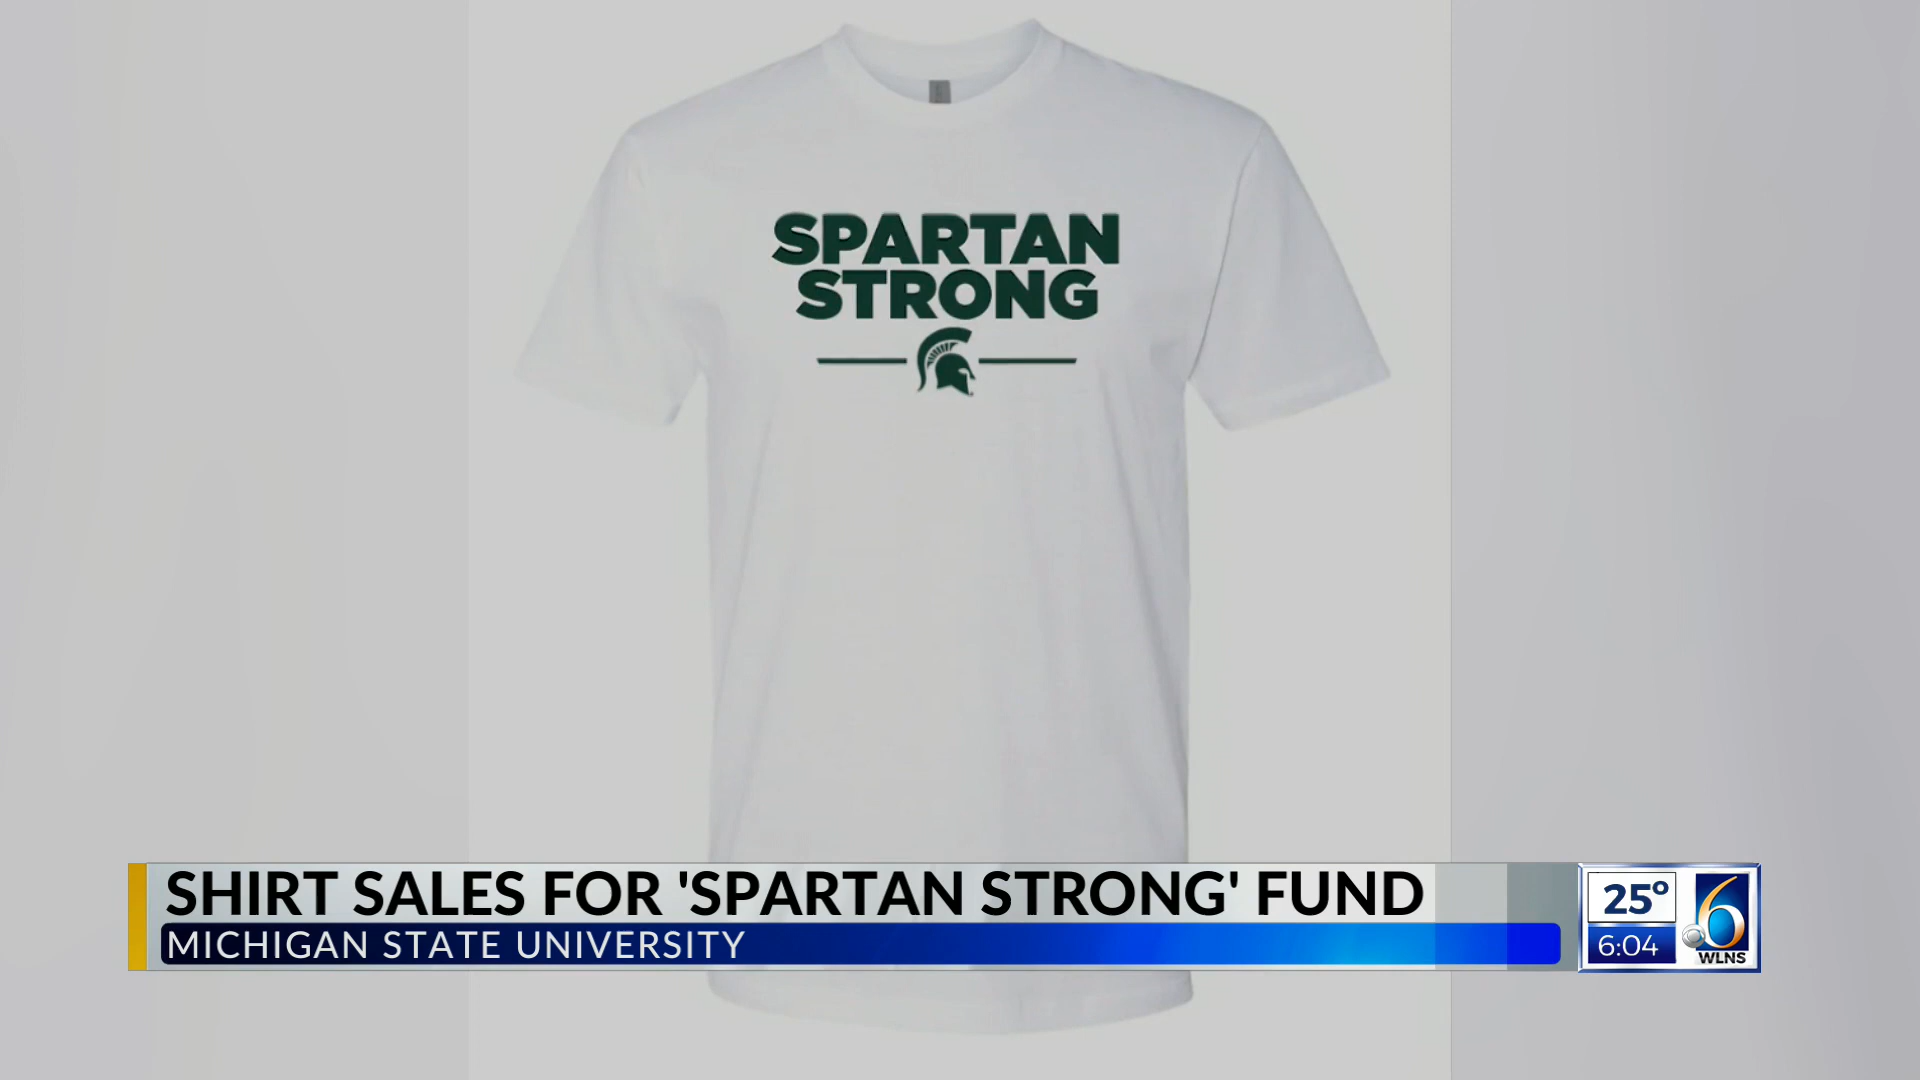 SPARTAN
STRONG
SHIRT SALES FOR 'SPARTAN STRONG' FUND
MICHIGAN STATE UNIVERSITY
25°
6:04
6
WLNS